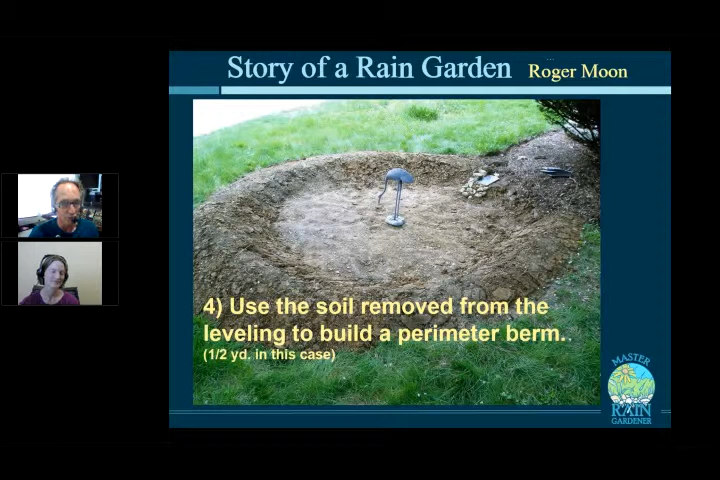 Story of a Rain Garden Roger Moon
4) Use the soil removed from the
leveling to build a perimeter berm.
(1/2 yd. in this case)
MASTER
RAIN
GARDENER